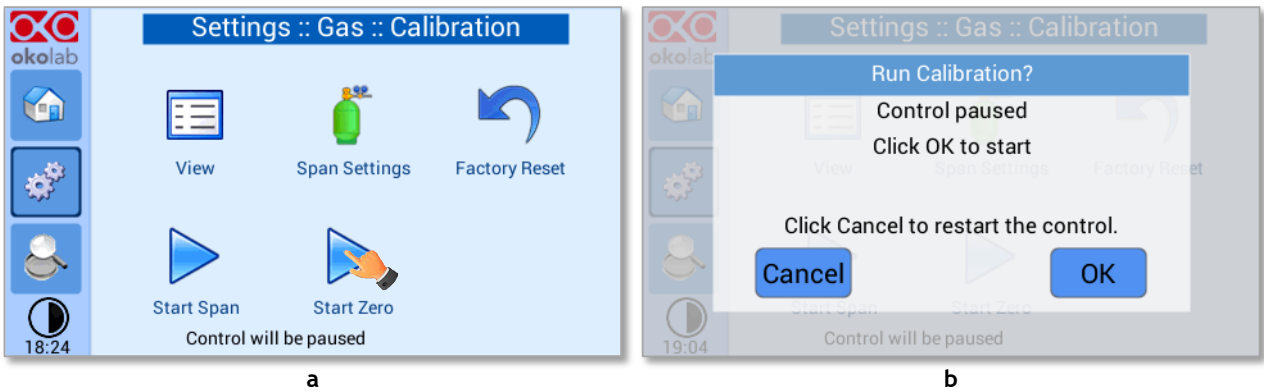 okolab
Settings :: Gas :: Calibration
View
Span Settings
Factory Reset
Start Span
Start Zero
Control will be paused
18:24
a
okolab
Settings :: Gas :: Calibration
Run Calibration?
Control paused
Click OK to start
View
Span Settings
Factory Reset
Click Cancel to restart the control.
Cancel
OK
Start Span
Start Zero
Control will be paused
19:04
b